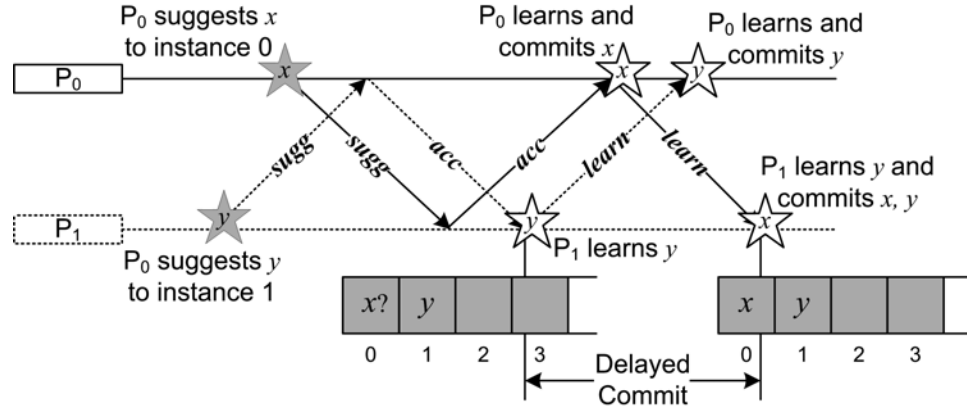 P0 suggests x
to instance 0
P0 learns and
commits x
P0 learns and
commits y
P0
x
x
y
sugg
sugg
acc
acc
learn
learn
P1 learns y and
commits x, y
P1
y
y
x
P0 suggests y
to instance 1
P1 learns y
x? y
x y
0 1 2 3
0 1 2 3
Delayed
Commit